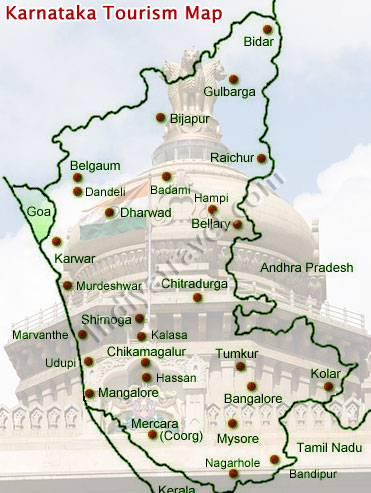 Karnataka Tourism Map
Bidar
Gulbarga
Bijapur
Raichur
Belgaum
Badami
Dandeli
Hampi
Goa
Dharwad
Bellary
Karwar
Andhra Pradesh
Murdeshwar
Chitradurga
Shimoga
Marvanthe
Kalasa
Chikamagalur
Udupi
Tumkur
Hassan
Kolar
Mangalore
Bangalore
Mercara
(Coorg)
Mysore
Tamil Nadu
Nagarhole
Bandipur
Kerala